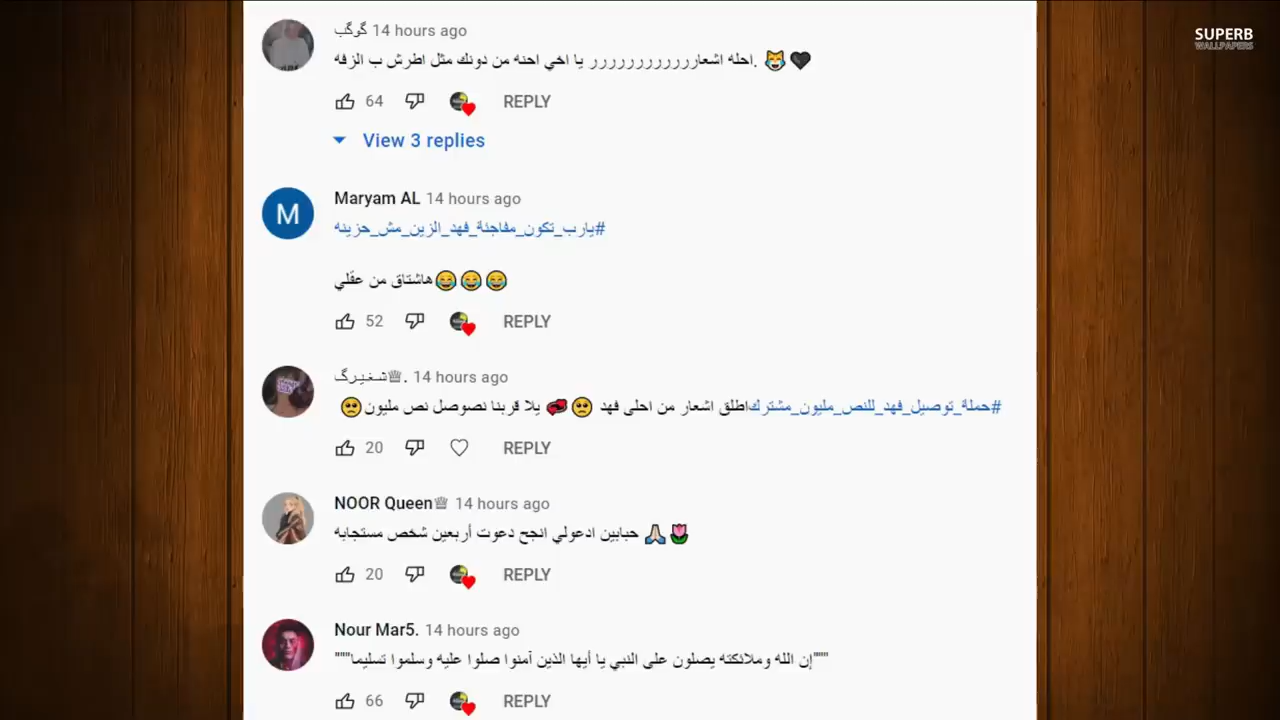 SUPERB
WALLPAPERS
گوگب 14 hours ago
احله اشعاررررررررررررر يا اخي احنه من دونك مثل اطرش ب الزفه. 😹🖤
64 REPLY
View 3 replies
M
Maryam AL 14 hours ago
#يارب_تكون_مفاجئة_فهد_الزين_مش_حزينه
هاشتاق من عقلي😂😂😂
52 REPLY
شـغـيـرگ♕. 14 hours ago
#حملة_توصيل_فهد_للنص_مليون_مشتركاطلق اشعار من احلى فهد 🥺💋 يلا قربنا نصوصل نص مليون🥺
20 REPLY
NOOR Queen♕ 14 hours ago
حبابين ادعولي انجح دعوت أربعين شخص مستجابه 🙏🏻🌷
20 REPLY
Nour Mar5. 14 hours ago
"""إن الله وملائكته يصلون على النبي يا أيها الذين آمنوا صلوا عليه وسلموا تسليما"""
66 REPLY